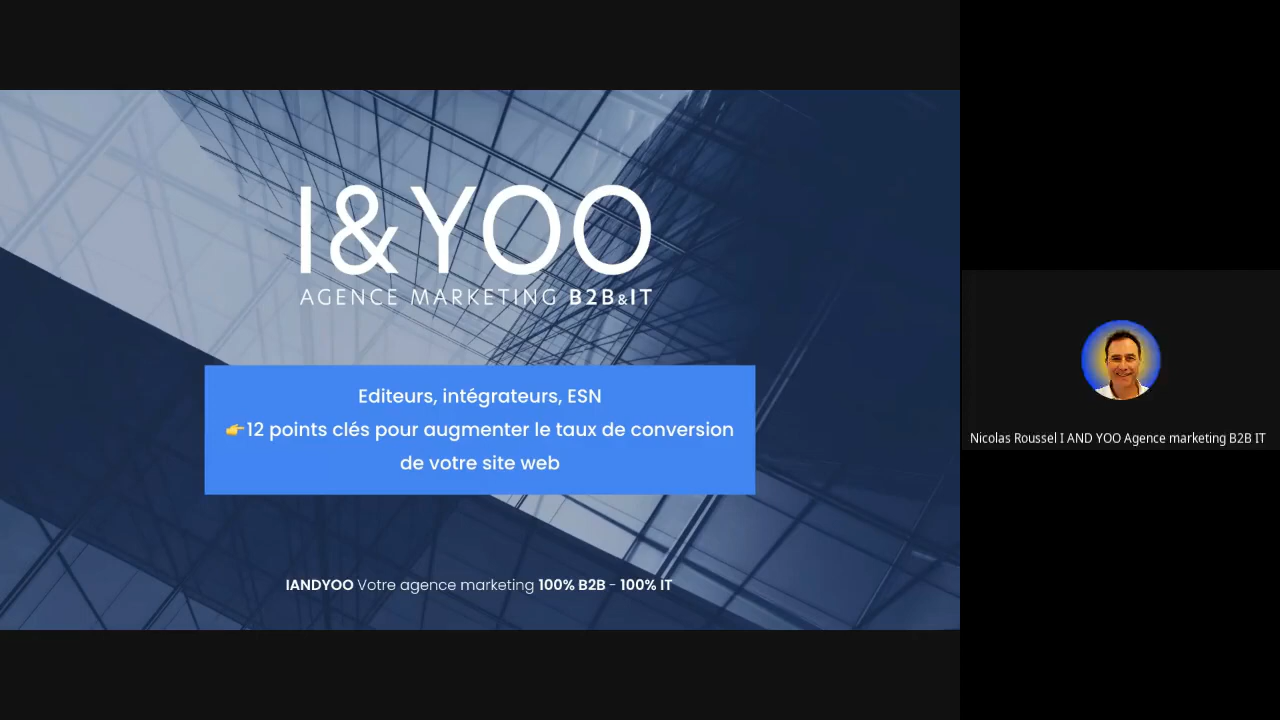 I&YOO
AGENCE MARKETING B2B&IT
Editeurs, intégrateurs, ESN
👉12 points clés pour augmenter le taux de conversion
de votre site web
IANDYOO Votre agence marketing 100% B2B - 100% IT
Nicolas Roussel I AND YOO Agence marketing B2B IT